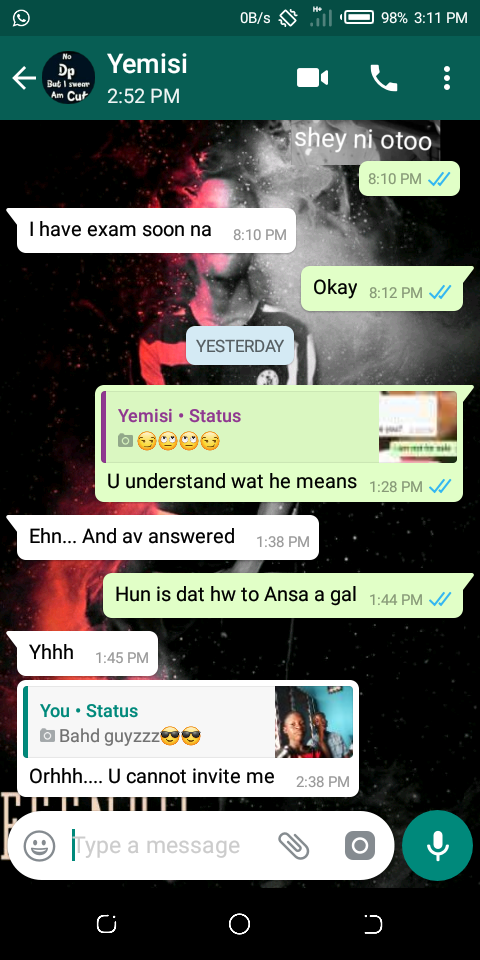 0B/s H+ 98% 3:11 PM
No
Dp
But I swear
Am Cut
Yemisi
2:52 PM
shey ni otoo
8:10 PM
I have exam soon na 8:10 PM
Okay 8:12 PM
YESTERDAY
Yemisi • Status
😏🙄🙄😏
U understand wat he means 1:28 PM
Ehn... And av answered 1:38 PM
Hun is dat hw to Ansa a gal 1:44 PM
Yhhh 1:45 PM
You • Status
Bahd guyzzz😎😎
Orhhh.... U cannot invite me 2:38 PM
Type a message